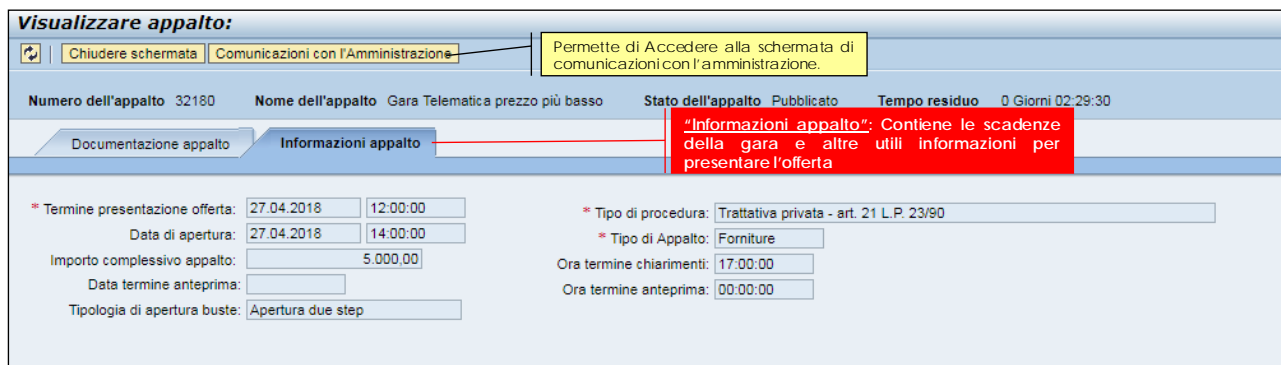 Visualizzare appalto:
Chiudere schermata Comunicazioni con l'Amministrazione
Permette di Accedere alla schermata di
comunicazioni con l'amministrazione.
Numero dell'appalto 32180 Nome dell'appalto Gara Telematica prezzo più basso Stato dell'appalto Pubblicato Tempo residuo 0 Giorni 02:29:30
Documentazione appalto Informazioni appalto
"Informazioni appalto": Contiene le scadenze
della gara e altre utili informazioni per
presentare l'offerta
* Termine presentazione offerta: 27.04.2018 12:00:00 * Tipo di procedura: Trattativa privata - art. 21 L.P. 23/90
Data di apertura: 27.04.2018 14:00:00 * Tipo di Appalto: Forniture
Importo complessivo appalto: 5.000,00 Ora termine chiarimenti: 17:00:00
Data termine anteprima: Ora termine anteprima: 00:00:00
Tipologia di apertura buste: Apertura due step